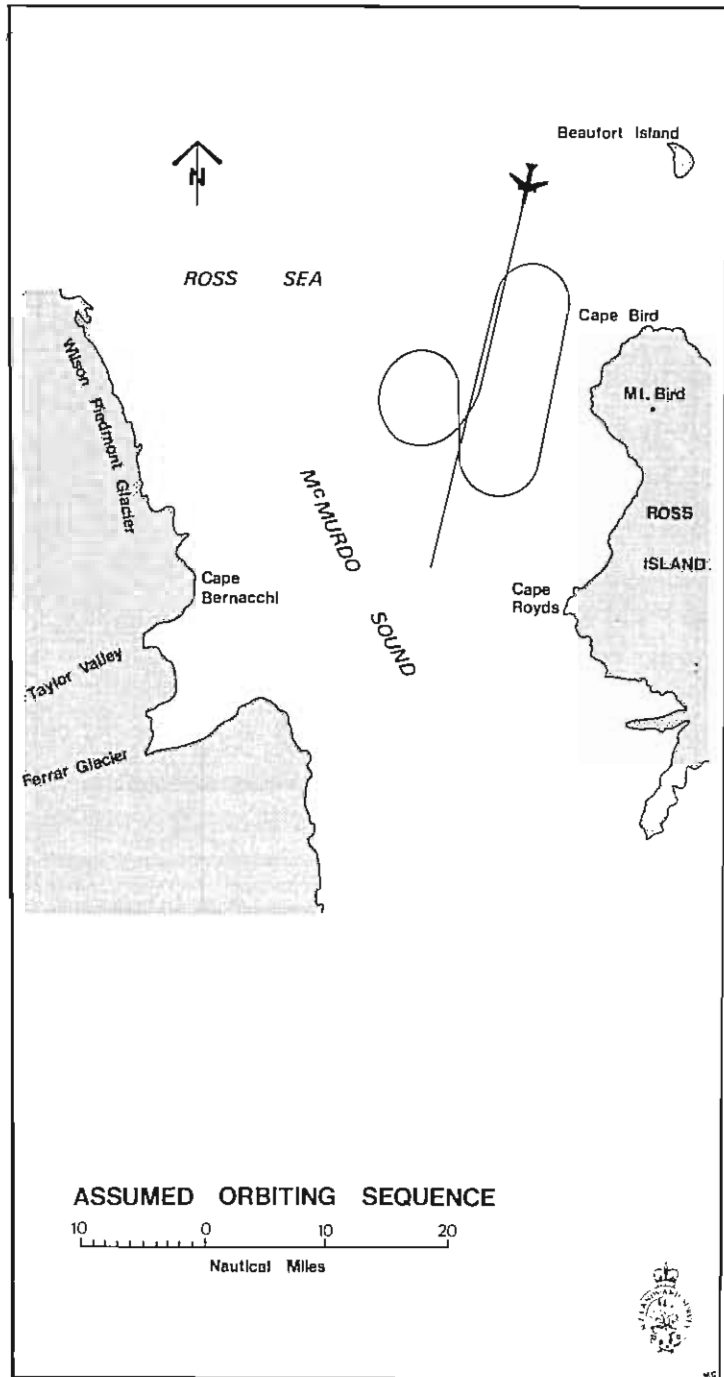 Beaufort Island
N
ROSS SEA
Cape Bird
Wilson Piedmont Glacier
Mt. Bird
McMURDO SOUND
ROSS
ISLAND
Cape
Bernacchi
Cape
Royds
Taylor Valley
Ferrar Glacier
ASSUMED ORBITING SEQUENCE
10 0 10 20
Nautical Miles